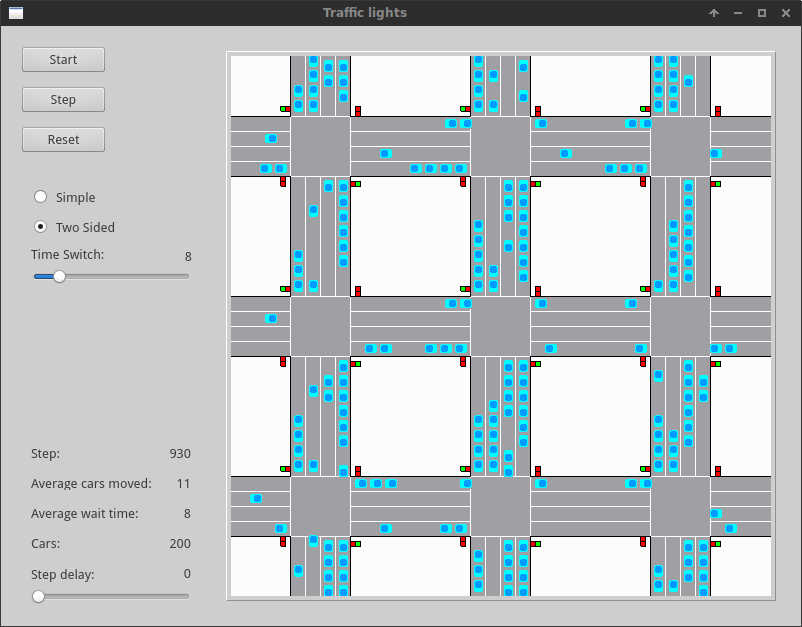 Traffic lights
Start
Step
Reset
Simple
Two Sided
Time Switch: 8
Step: 930
Average cars moved: 11
Average wait time: 8
Cars: 200
Step delay: 0